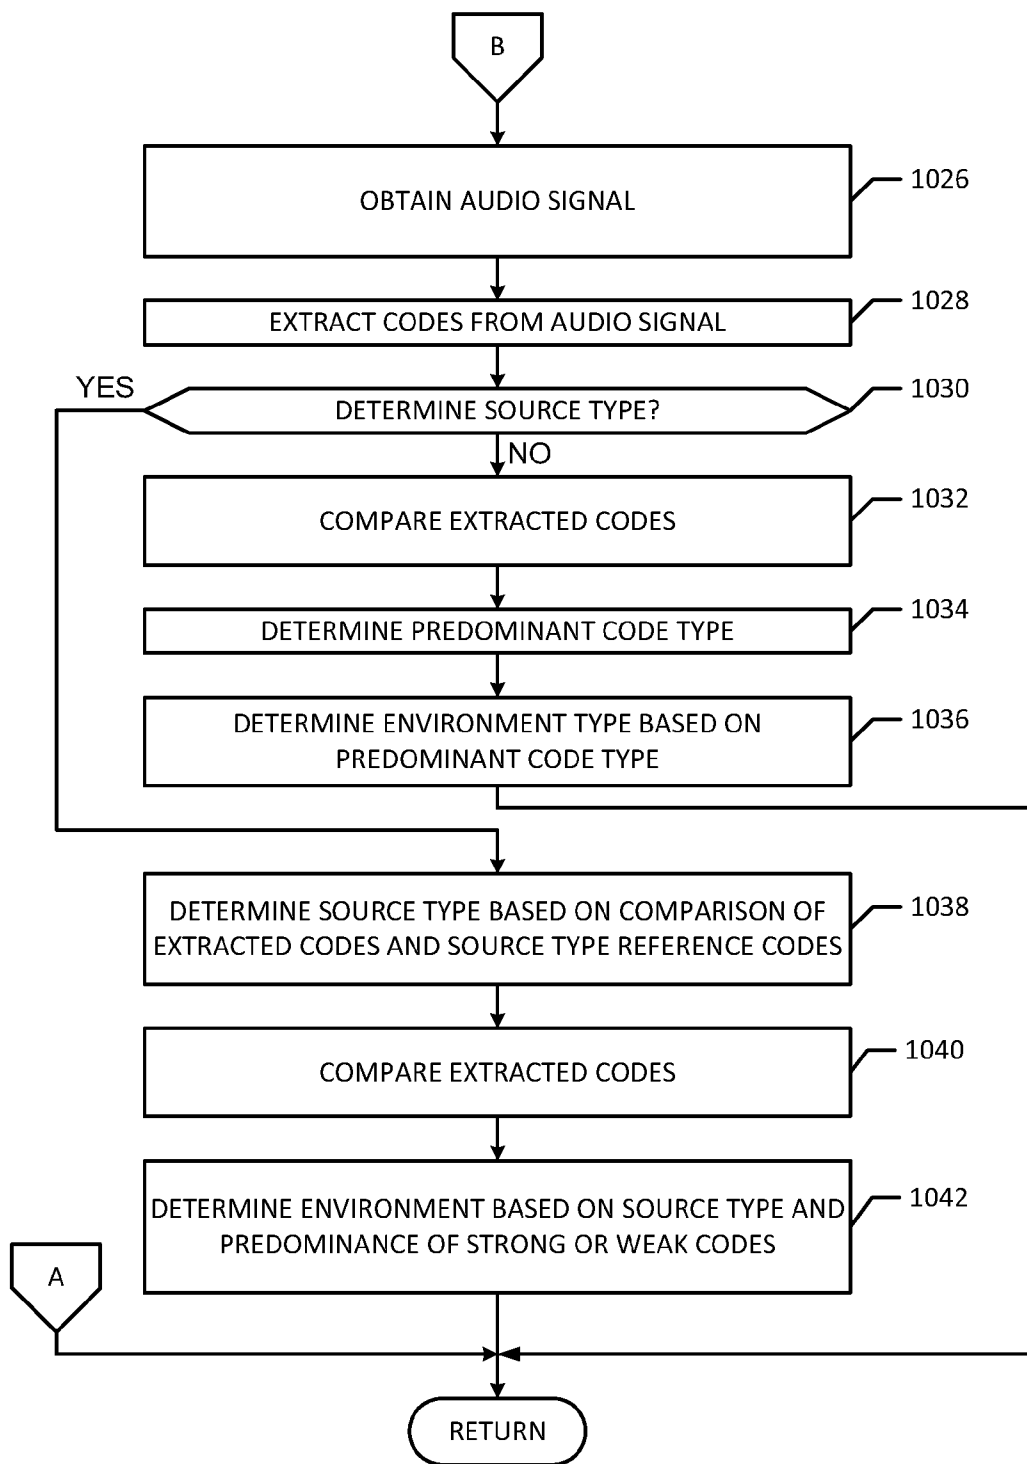 B
OBTAIN AUDIO SIGNAL
1026
EXTRACT CODES FROM AUDIO SIGNAL
1028
YES
DETERMINE SOURCE TYPE?
1030
NO
COMPARE EXTRACTED CODES
1032
DETERMINE PREDOMINANT CODE TYPE
1034
DETERMINE ENVIRONMENT TYPE BASED ON
PREDOMINANT CODE TYPE
1036
DETERMINE SOURCE TYPE BASED ON COMPARISON OF
EXTRACTED CODES AND SOURCE TYPE REFERENCE CODES
1038
COMPARE EXTRACTED CODES
1040
DETERMINE ENVIRONMENT BASED ON SOURCE TYPE AND
PREDOMINANCE OF STRONG OR WEAK CODES
1042
A
RETURN